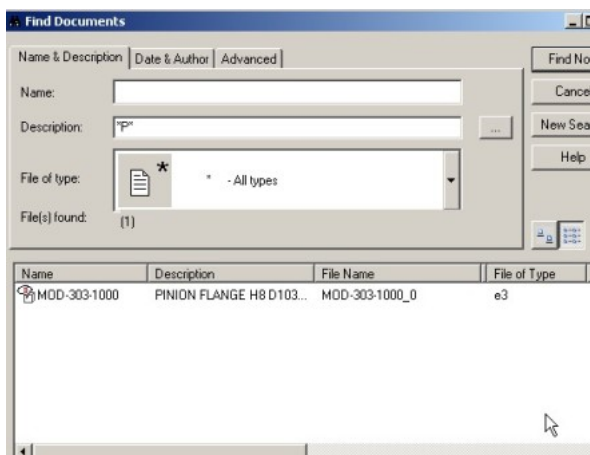 Find Documents
Name & Description Date & Author Advanced
Find No
Name:
Cance
Description: *P* ...
New Sea
File of type: * * - All types
Help
File(s) found: (1)
Name Description File Name File of Type
MOD-303-1000 PINION FLANGE H8 D103... MOD-303-1000_0 e3